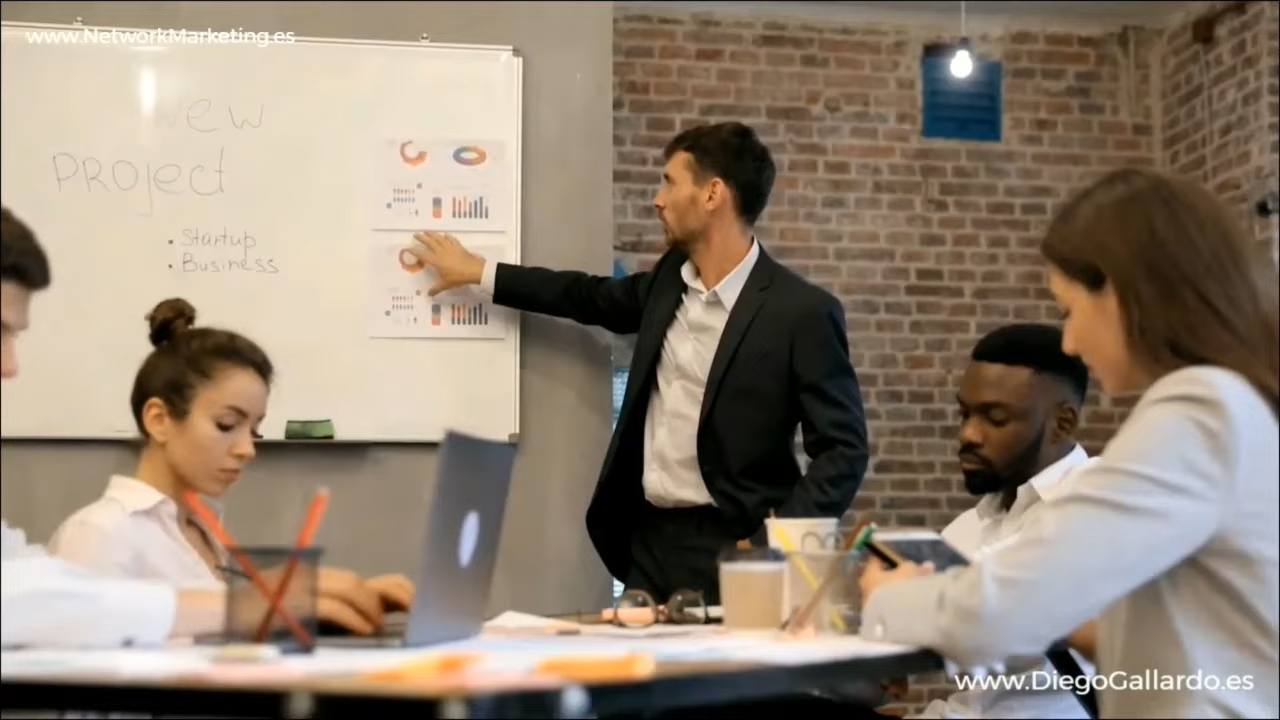 www.NetworkMarketing.es
ew
PROJect
• Startup
• Business
www.DiegoGallardo.es